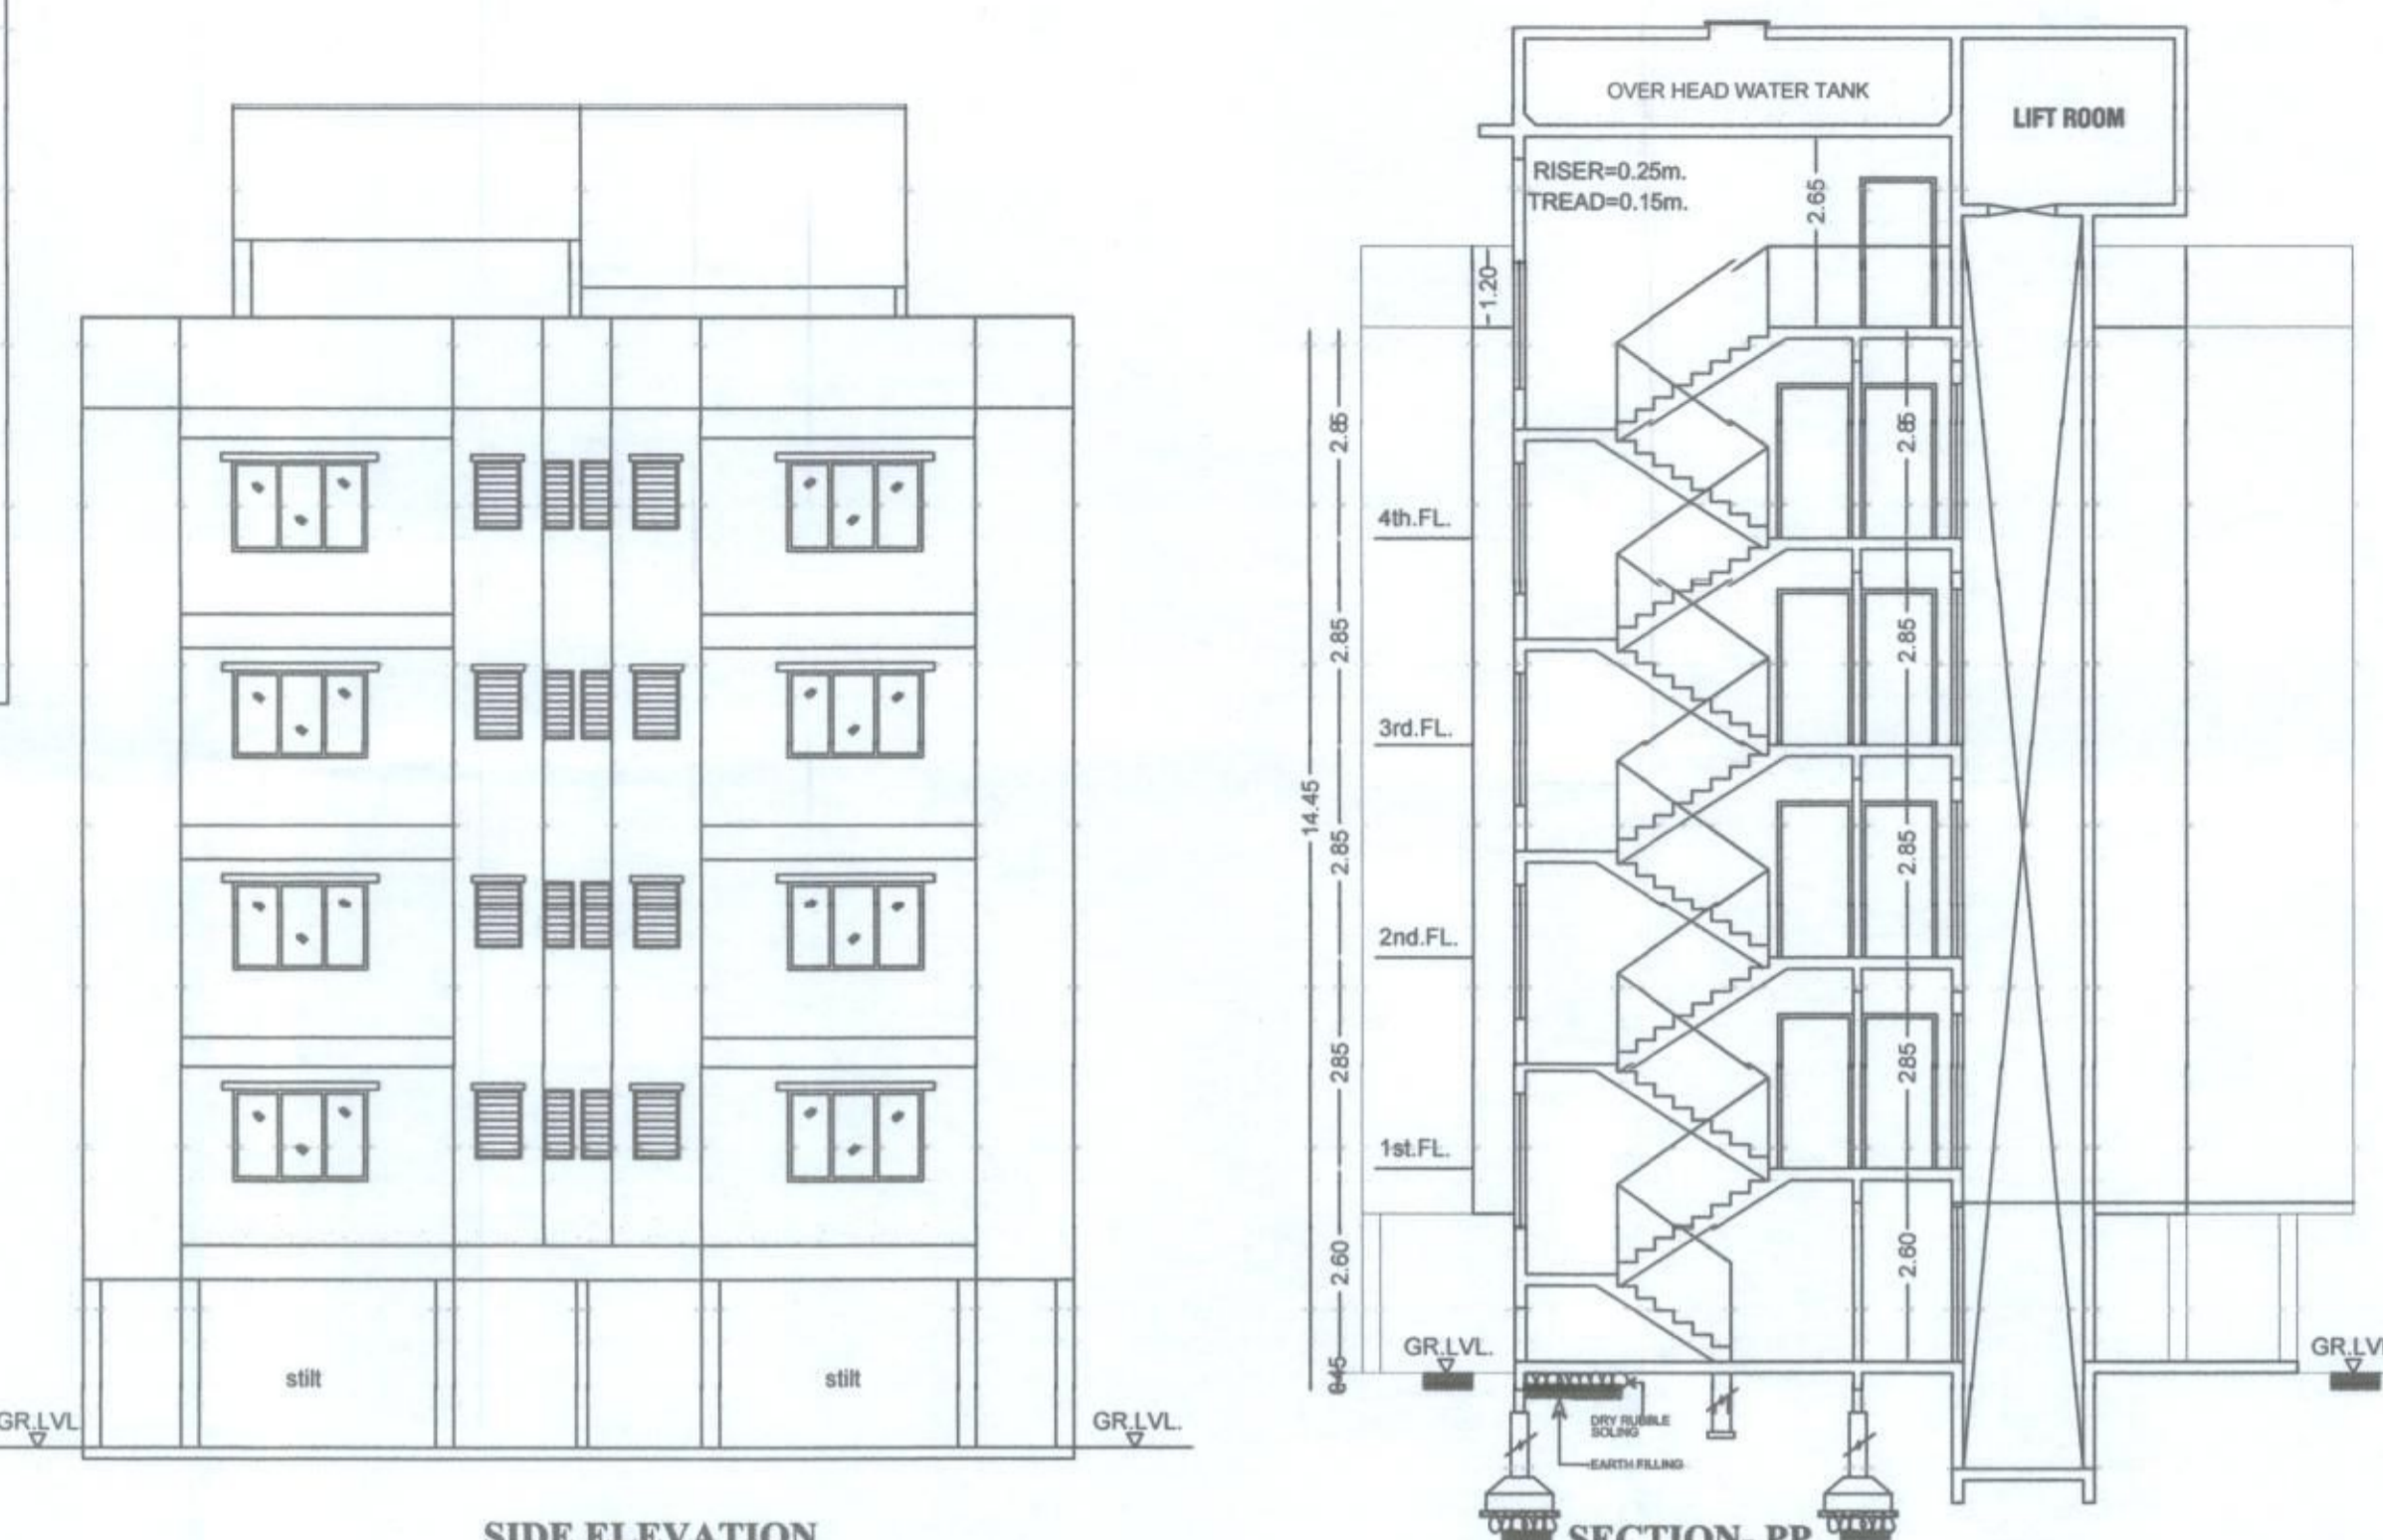 stilt
stilt
GR.LVL
GR.LVL.
SIDE ELEVATION
OVER HEAD WATER TANK
LIFT ROOM
RISER=0.25m.
TREAD=0.15m.
2.65
1.20
2.85
2.85
4th.FL.
2.85
2.85
3rd.FL.
14.45
2.85
2.85
2nd.FL.
285
285
1st.FL.
2.60
2.60
GR.LVL.
GR.LVL
DRY RUBBLE
SOLING
EARTH FILLING
SECTION- PP